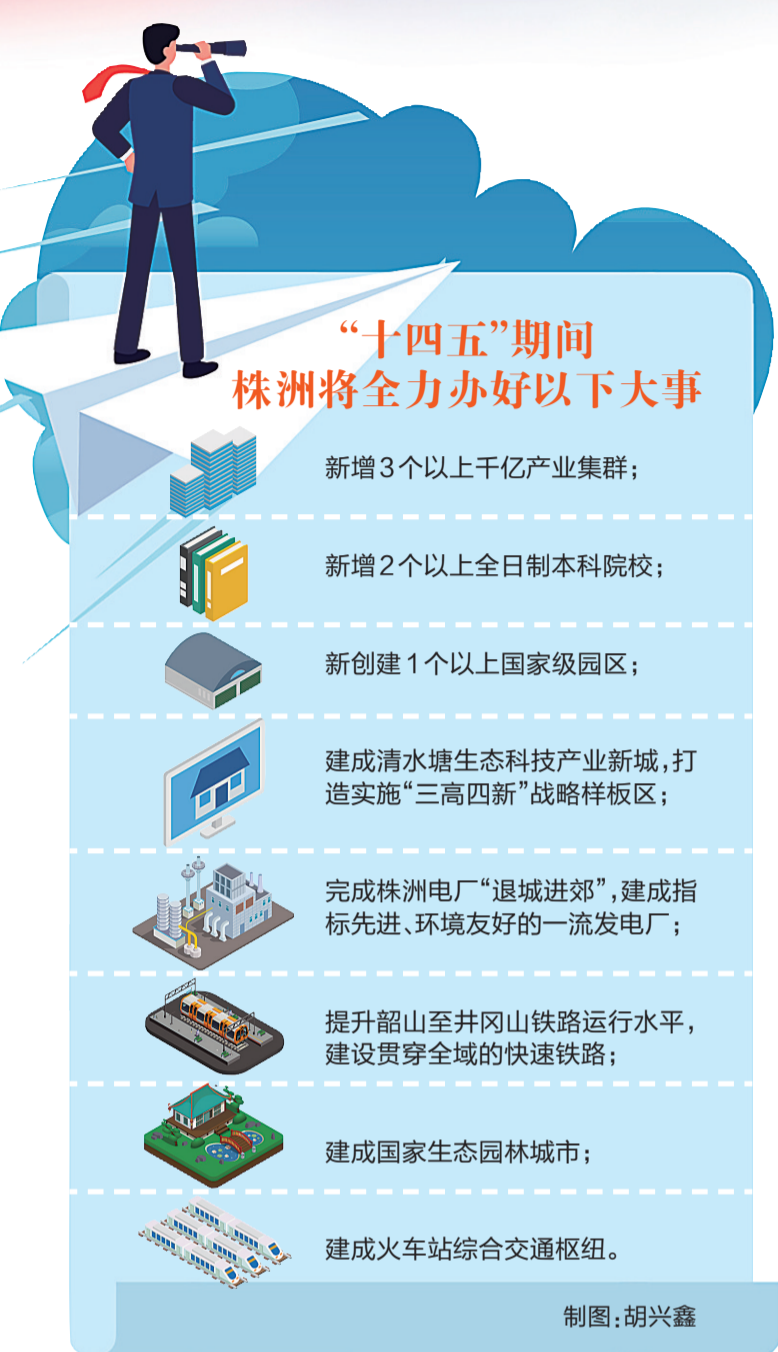 “十四五”期间
株洲将全力办好以下大事
新增3个以上千亿产业集群；
新增2个以上全日制本科院校；
新创建1个以上国家级园区；
建成清水塘生态科技产业新城，打
造实施“三高四新”战略样板区；
完成株洲电厂“退城进郊”，建成指
标先进、环境友好的一流发电厂；
提升韶山至井冈山铁路运行水平，
建设贯穿全域的快速铁路；
建成国家生态园林城市；
建成火车站综合交通枢纽。
制图：胡兴鑫